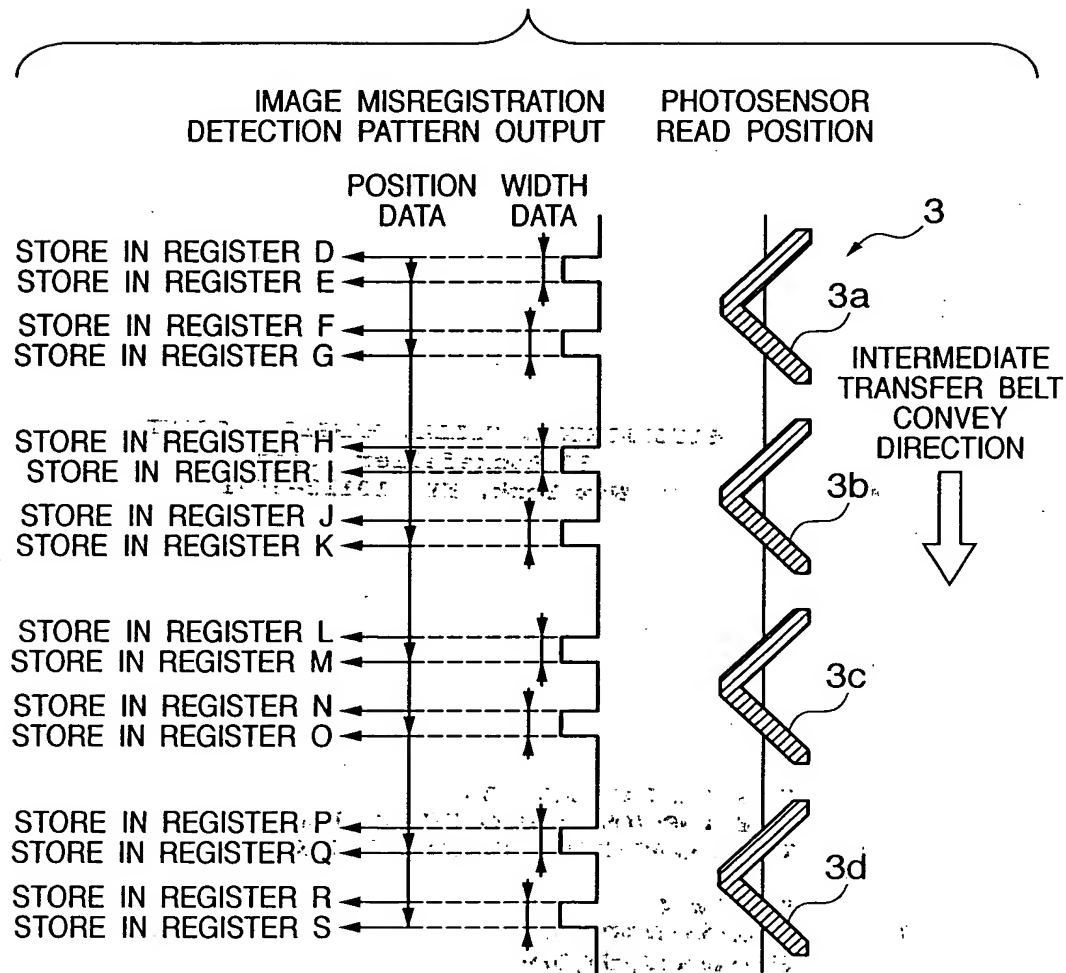 IMAGE MISREGISTRATION
DETECTION PATTERN OUTPUT
PHOTOSENSOR
READ POSITION
POSITION
DATA
WIDTH
DATA
STORE IN REGISTER D
STORE IN REGISTER E
STORE IN REGISTER F
STORE IN REGISTER G
STORE IN REGISTER H
STORE IN REGISTER I
STORE IN REGISTER J
STORE IN REGISTER K
STORE IN REGISTER L
STORE IN REGISTER M
STORE IN REGISTER N
STORE IN REGISTER O
STORE IN REGISTER P
STORE IN REGISTER Q
STORE IN REGISTER R
STORE IN REGISTER S
3
3a
3b
3c
3d
INTERMEDIATE
TRANSFER BELT
CONVEY
DIRECTION